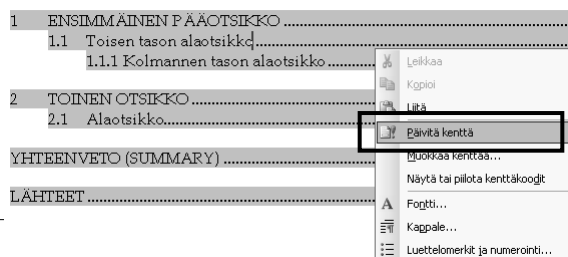 1 ENSIMMÄINEN PÄÄOTSIKKO
1.1 Toisen tason alaotsikko
1.1.1 Kolmannen tason alaotsikko
2 TOINEN OTSIKKO
2.1 Alaotsikko
YHTEENVETO (SUMMARY)
LÄHTEET
Leikkaa
Kopioi
Liitä
Päivitä kenttä
Muokkaa kenttää...
Näytä tai piilota kenttäkoodit
Fontti...
Kappale...
Luettelomerkit ja numerointi...